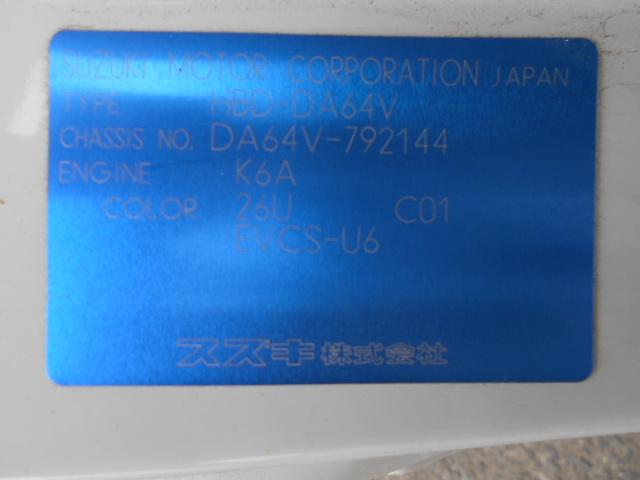 SUZUKI MOTOR CORPORATION JAPAN
TYPE HBD-DA64V
CHASSIS NO. DA64V-792144
ENGINE K6A
COLOR 26U C01
EVCS-U6
スズキ株式会社